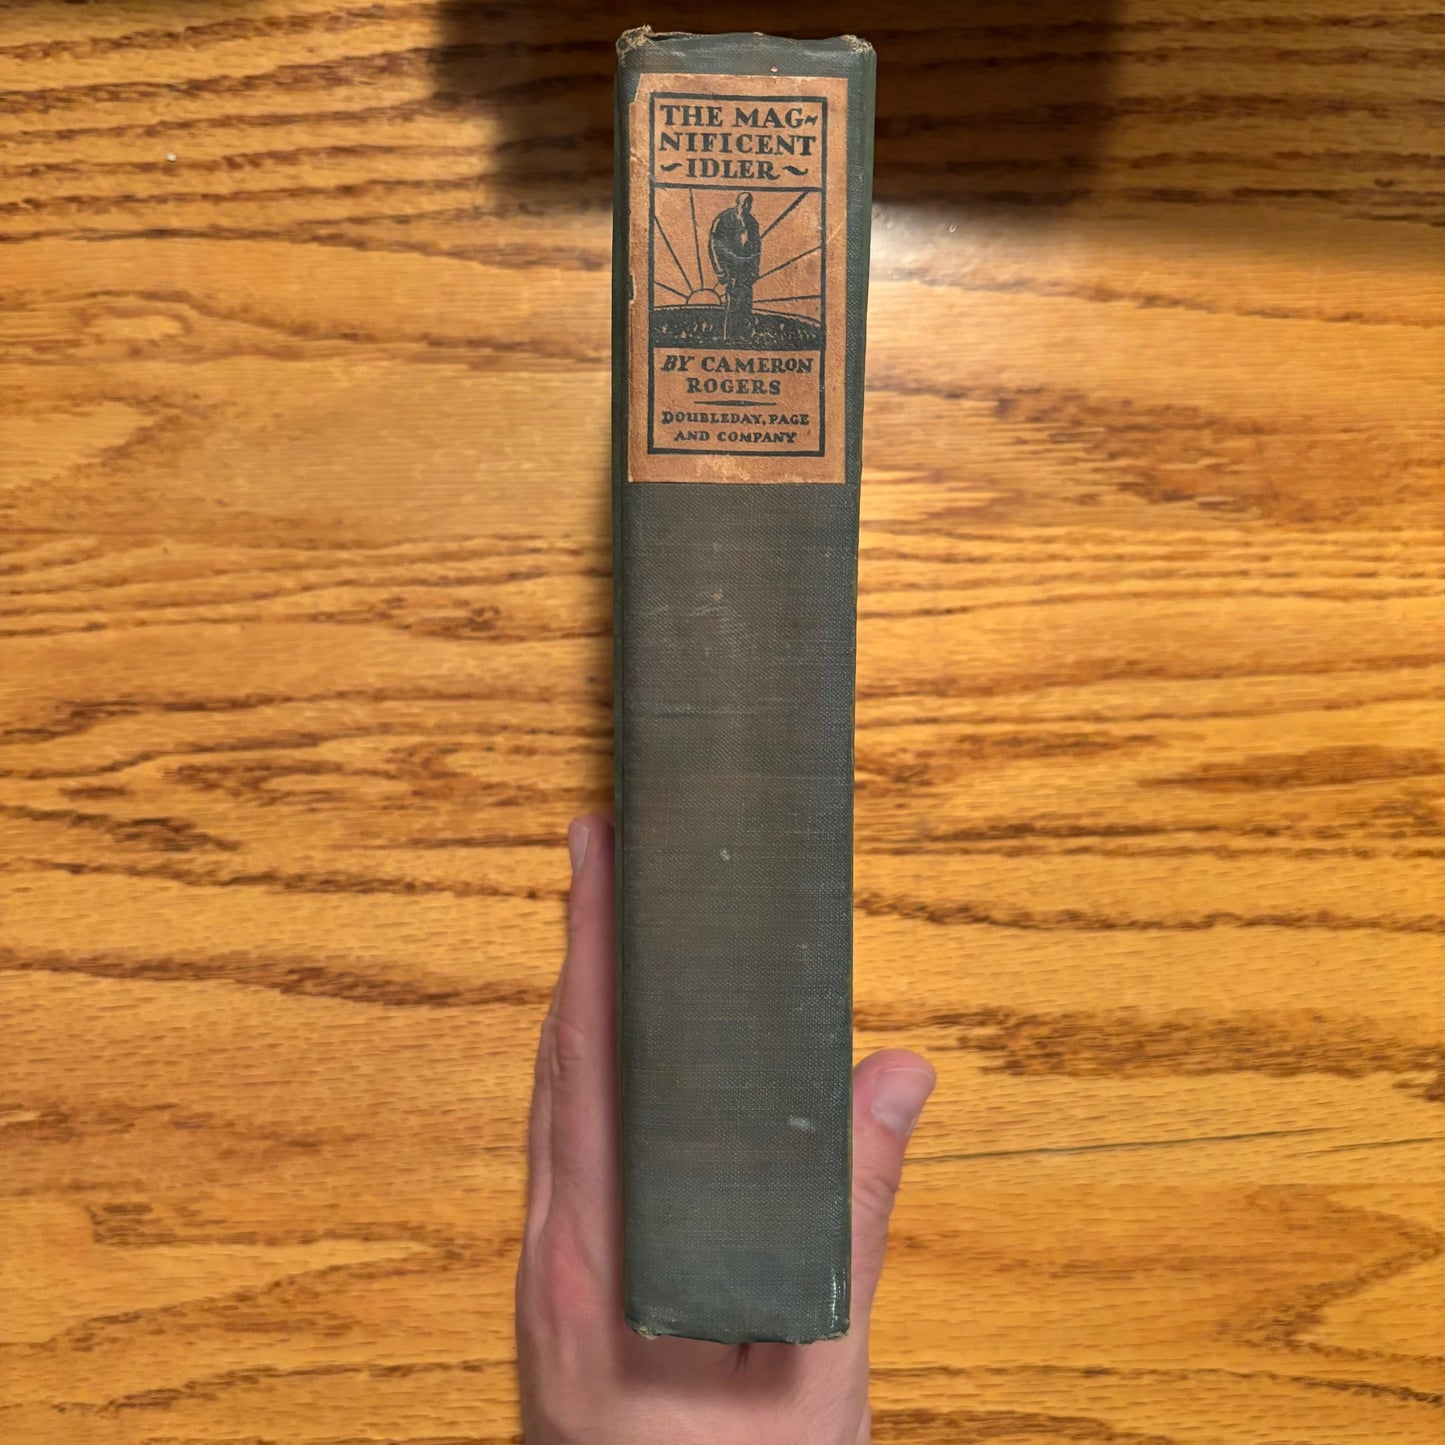 THE MAG~
NIFICENT
~IDLER~
BY CAMERON
ROGERS
DOUBLEDAY, PAGE
AND COMPANY